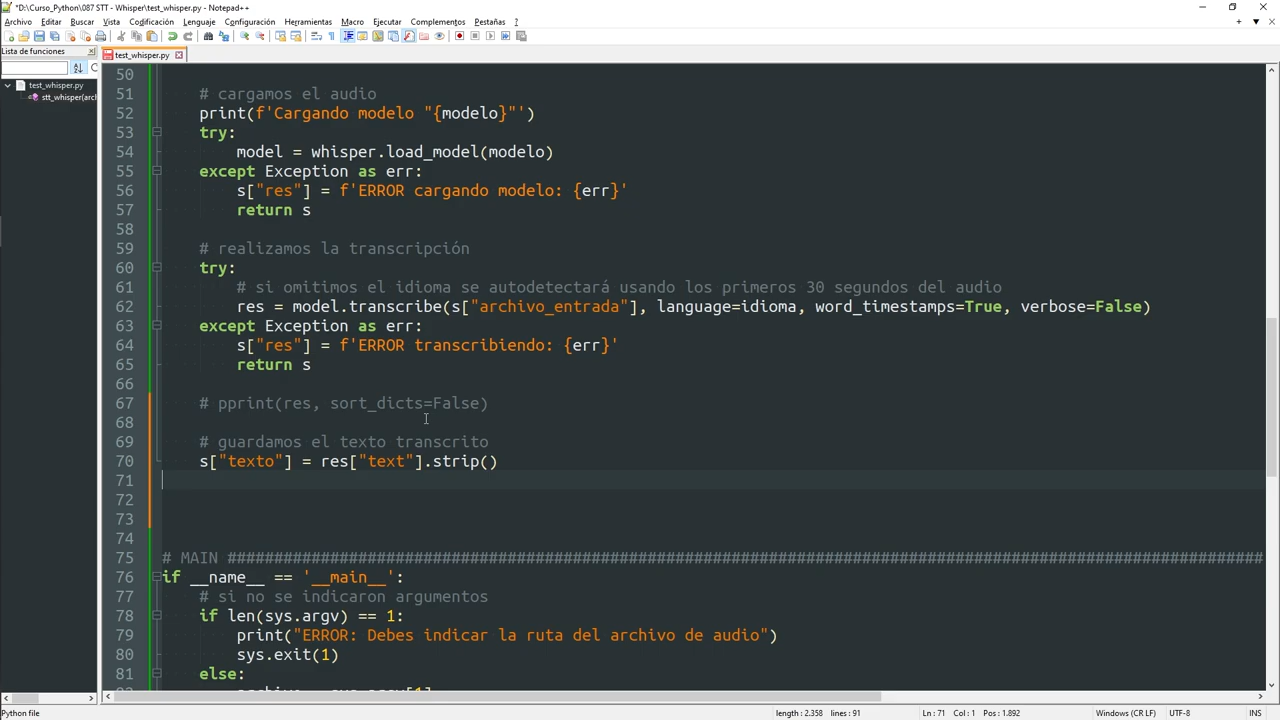 *D:\Curso_Python\087 STT - Whisper\test_whisper.py - Notepad++
Archivo Editar Buscar Vista Codificación Lenguaje Configuración Herramientas Macro Ejecutar Complementos Pestañas ?
Lista de funciones
test_whisper.py
test_whisper.py
stt_whisper(arch
50
51 # cargamos el audio
52 print(f'Cargando modelo "{modelo}"')
53 try:
54 model = whisper.load_model(modelo)
55 except Exception as err:
56 s["res"] = f'ERROR cargando modelo: {err}'
57 return s
58
59 # realizamos la transcripción
60 try:
61 # si omitimos el idioma se autodetectará usando los primeros 30 segundos del audio
62 res = model.transcribe(s["archivo_entrada"], language=idioma, word_timestamps=True, verbose=False)
63 except Exception as err:
64 s["res"] = f'ERROR transcribiendo: {err}'
65 return s
66
67 # pprint(res, sort_dicts=False)
68
69 # guardamos el texto transcrito
70 s["texto"] = res["text"].strip()
71
72
73
74
75 # MAIN ###############################################################################################################
76 if __name__ == '__main__':
77 # si no se indicaron argumentos
78 if len(sys.argv) == 1:
79 print("ERROR: Debes indicar la ruta del archivo de audio")
80 sys.exit(1)
81 else:
Python file length : 2.358 lines : 91 Ln : 71 Col : 1 Pos : 1.892 Windows (CR LF) UTF-8 INS